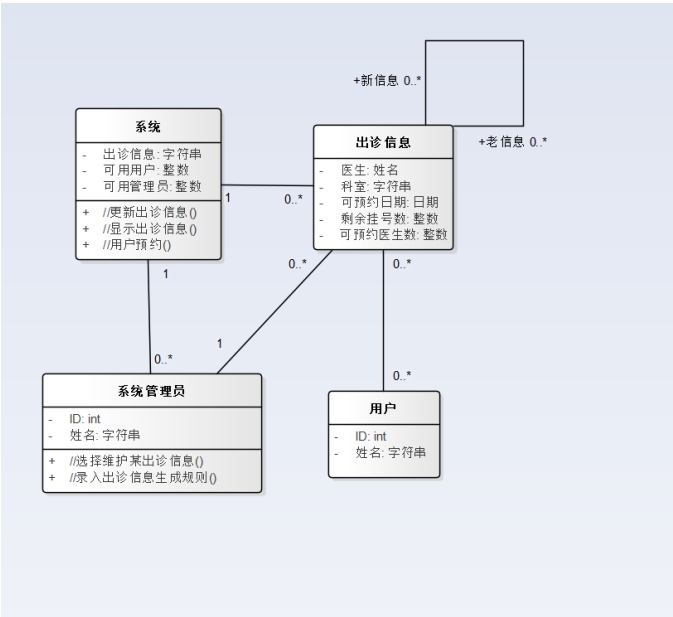 +新信息 0..*
+老信息 0..*
系统
- 出诊信息: 字符串
- 可用用户: 整数
- 可用管理员: 整数
+ //更新出诊信息()
+ //显示出诊信息()
+ //用户预约()
1
0..*
出诊信息
- 医生: 姓名
- 科室: 字符串
- 可预约日期: 日期
- 剩余挂号数: 整数
- 可预约医生数: 整数
1
0..*
0..*
1
0..*
0..*
系统管理员
- ID: int
- 姓名: 字符串
+ //选择维护某出诊信息()
+ //录入出诊信息生成规则()
用户
- ID: int
- 姓名: 字符串